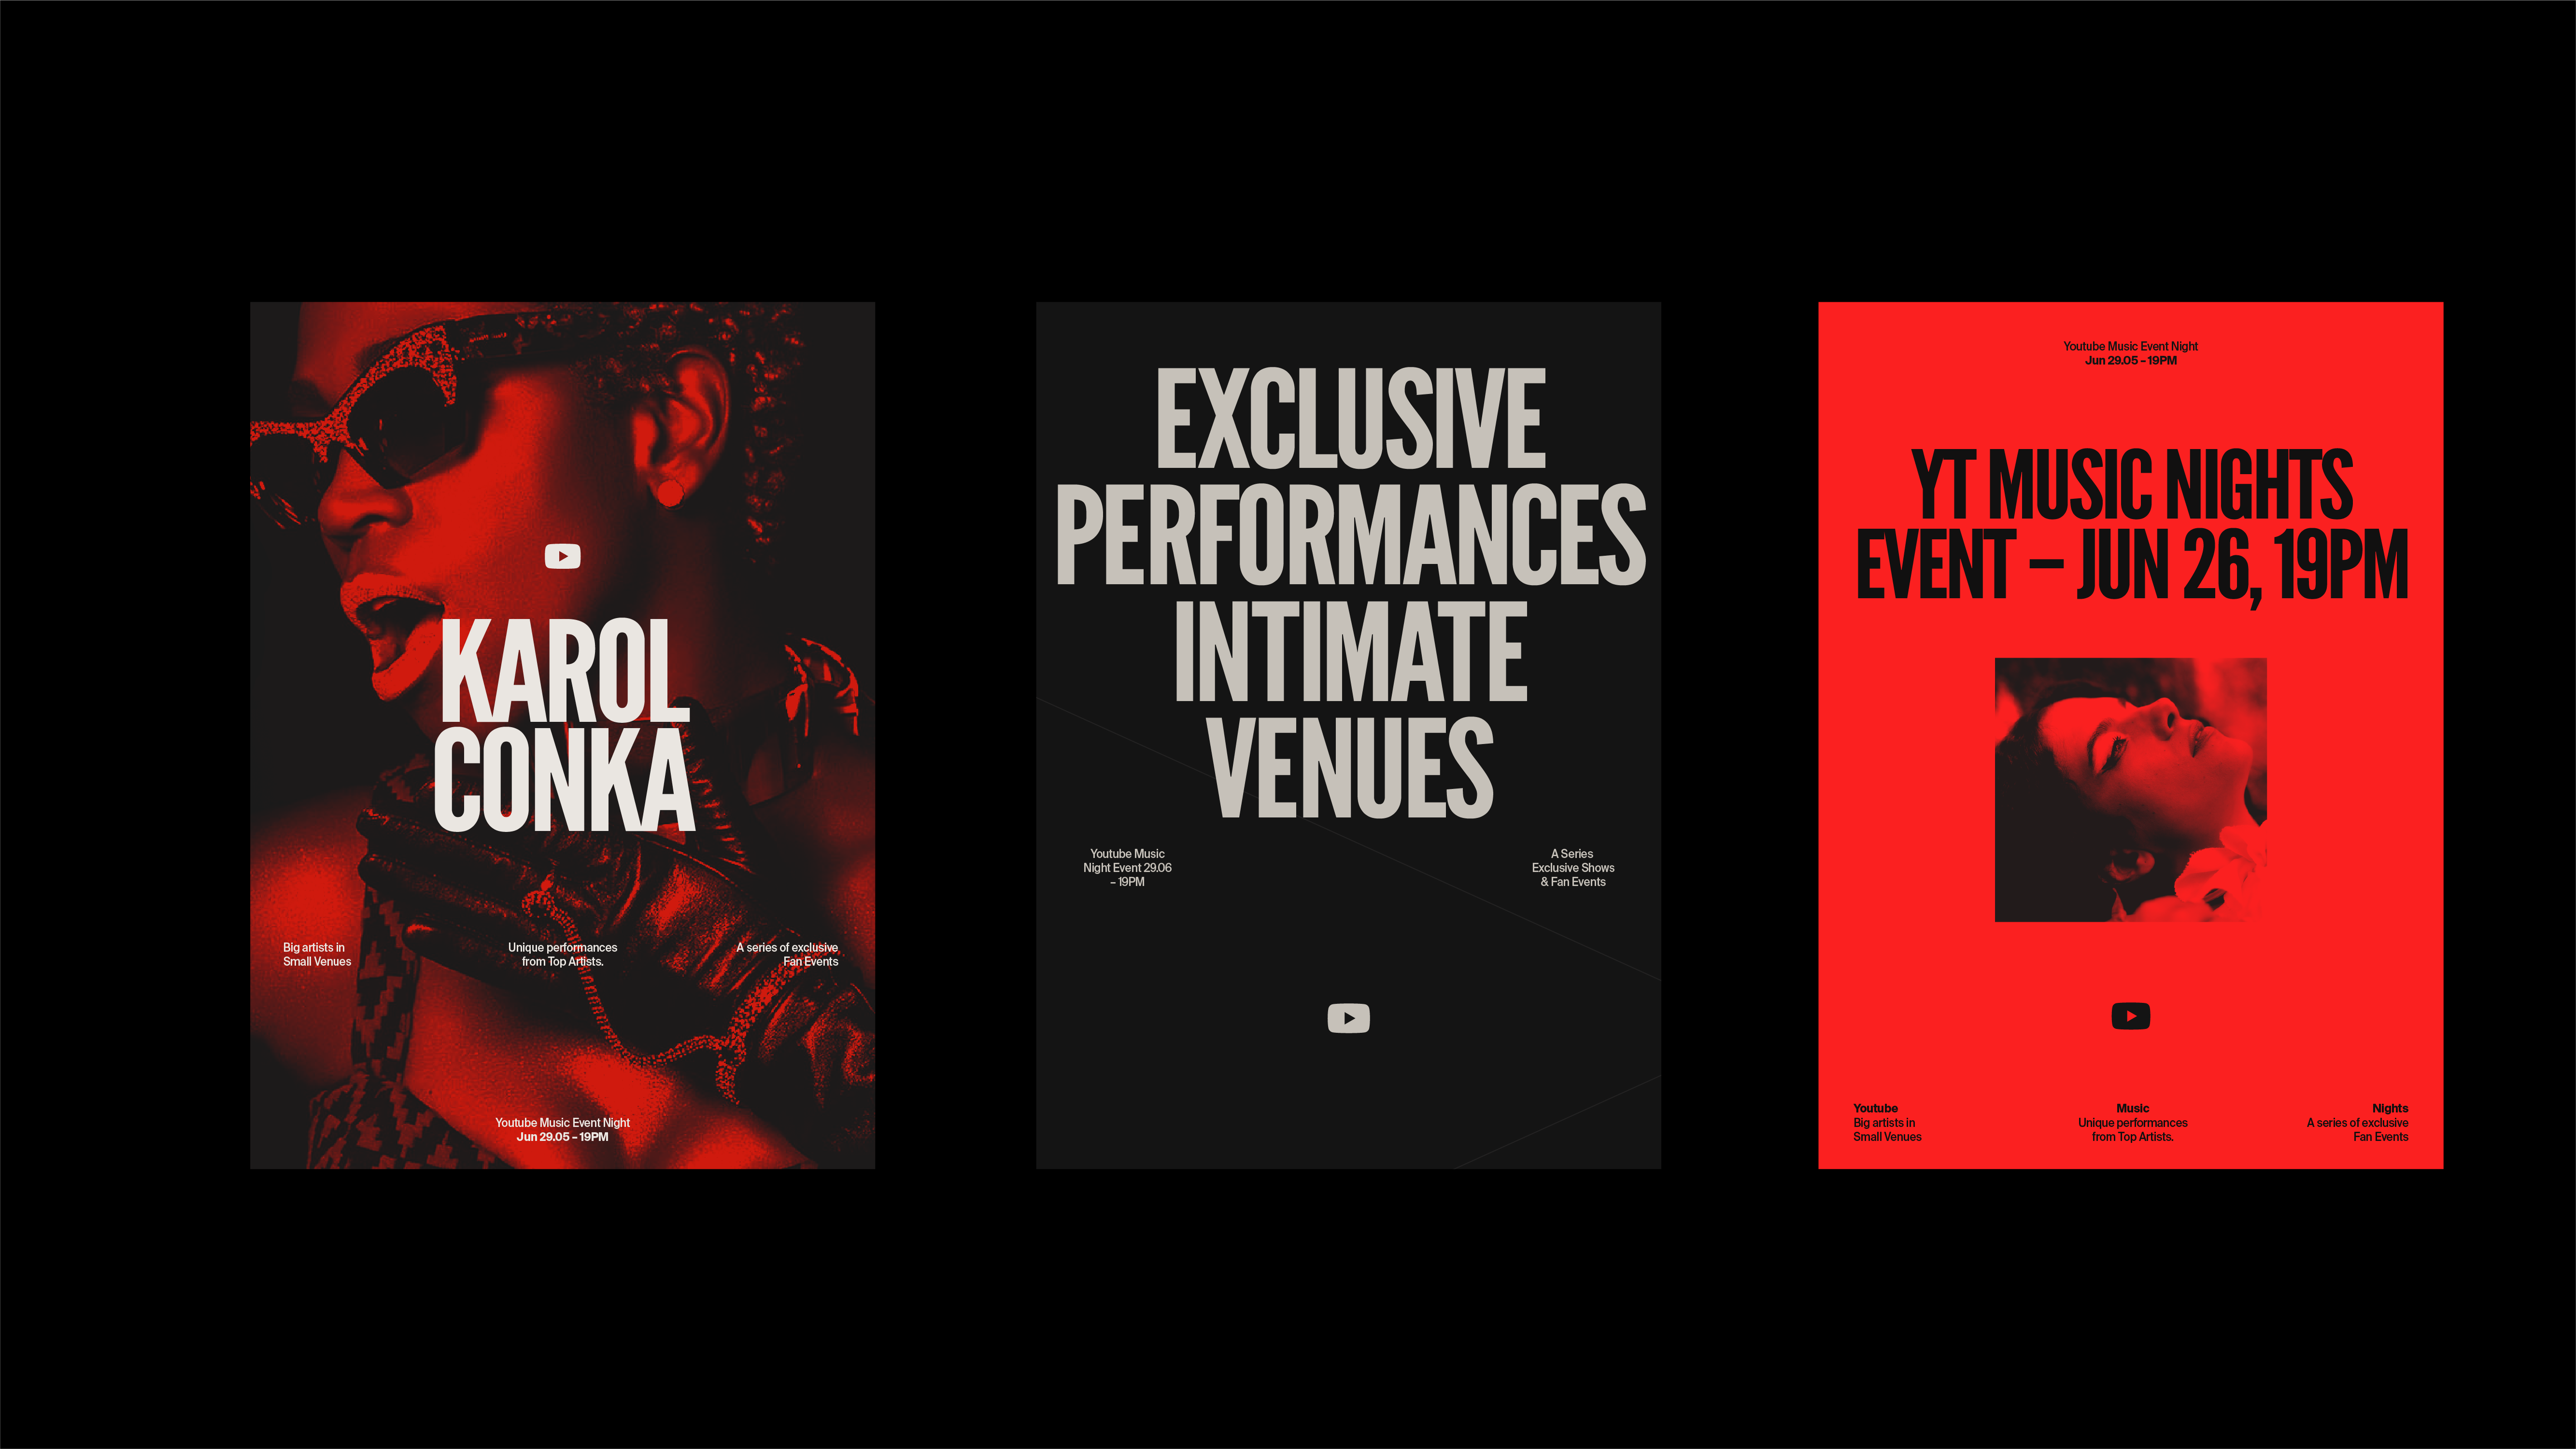 KAROL
CONKA
Big artists in
Small Venues
Unique performances
from Top Artists.
A series of exclusive
Fan Events
Youtube Music Event Night
Jun 29.05 – 19PM
EXCLUSIVE
PERFORMANCES
INTIMATE
VENUES
Youtube Music
Night Event 29.06
– 19PM
A Series
Exclusive Shows
& Fan Events
Youtube Music Event Night
Jun 29.05 – 19PM
YT MUSIC NIGHTS
EVENT – JUN 26, 19PM
Youtube
Big artists in
Small Venues
Music
Unique performances
from Top Artists.
Nights
A series of exclusive
Fan Events